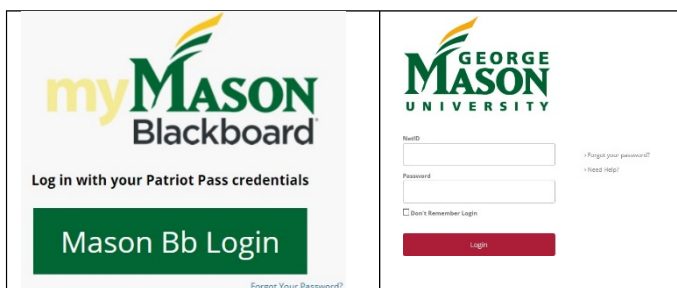 myMASON
Blackboard
Log in with your Patriot Pass credentials
Mason Bb Login
Forgot Your Password?
GEORGE
MASON
UNIVERSITY
NetID
› Forgot your password?
› Need Help?
Password
Don't Remember Login
Login